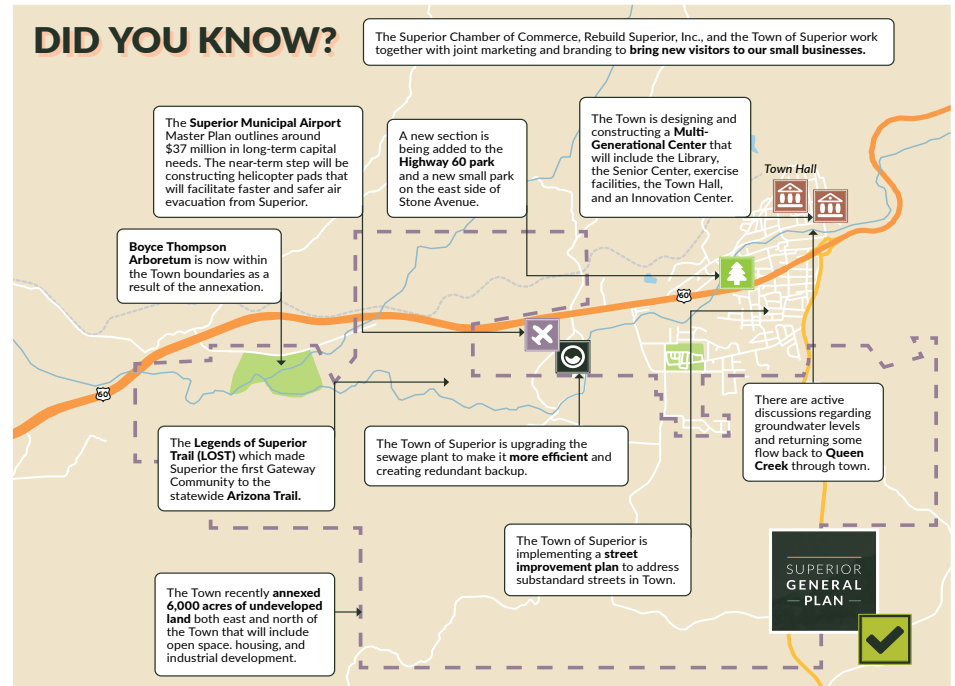 DID YOU KNOW?
The Superior Chamber of Commerce, Rebuild Superior, Inc., and the Town of Superior work
together with joint marketing and branding to bring new visitors to our small businesses.
The Superior Municipal Airport
Master Plan outlines around
$37 million in long-term capital
needs. The near-term step will be
constructing helicopter pads that
will facilitate faster and safer air
evacuation from Superior.
A new section is
being added to the
Highway 60 park
and a new small park
on the east side of
Stone Avenue.
The Town is designing and
constructing a Multi-
Generational Center that
will include the Library,
the Senior Center, exercise
facilities, the Town Hall,
and an Innovation Center.
Town Hall
Boyce Thompson
Arboretum is now within
the Town boundaries as a
result of the annexation.
60
60
The Legends of Superior
Trail (LOST) which made
Superior the first Gateway
Community to the
statewide Arizona Trail.
The Town of Superior is upgrading the
sewage plant to make it more efficient and
creating redundant backup.
There are active
discussions regarding
groundwater levels
and returning some
flow back to Queen
Creek through town.
The Town of Superior is
implementing a street
improvement plan to address
substandard streets in Town.
The Town recently annexed
6,000 acres of undeveloped
land both east and north of
the Town that will include
open space. housing, and
industrial development.
SUPERIOR
GENERAL
PLAN